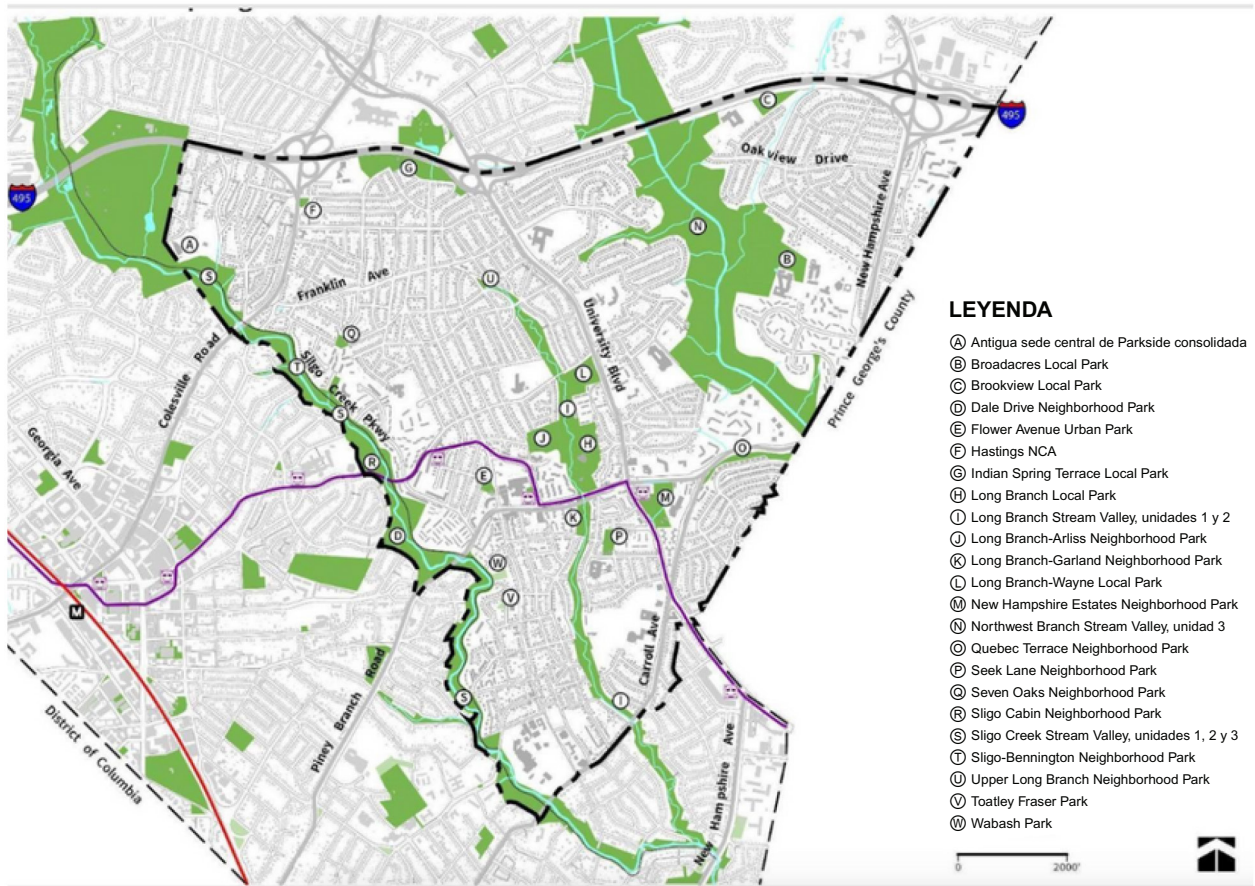 495
C
Oakview Drive
G
495
F
New Hampshire Ave
N
A
B
S
Franklin Ave
U
University Blvd
Prince George's County
Q
Colesville Road
Sligo Creek Pkwy
T
L
S
I
J
H
Georgia Ave
O
R
E
M
K
P
D
W
V
M
Carroll Ave
Piney Branch Road
S
I
District of Columbia
New Hampshire Ave
LEYENDA
A Antigua sede central de Parkside consolidada
B Broadacres Local Park
C Brookview Local Park
D Dale Drive Neighborhood Park
E Flower Avenue Urban Park
F Hastings NCA
G Indian Spring Terrace Local Park
H Long Branch Local Park
I Long Branch Stream Valley, unidades 1 y 2
J Long Branch-Arliss Neighborhood Park
K Long Branch-Garland Neighborhood Park
L Long Branch-Wayne Local Park
M New Hampshire Estates Neighborhood Park
N Northwest Branch Stream Valley, unidad 3
O Quebec Terrace Neighborhood Park
P Seek Lane Neighborhood Park
Q Seven Oaks Neighborhood Park
R Sligo Cabin Neighborhood Park
S Sligo Creek Stream Valley, unidades 1, 2 y 3
T Sligo-Bennington Neighborhood Park
U Upper Long Branch Neighborhood Park
V Toatley Fraser Park
W Wabash Park
0 2000'